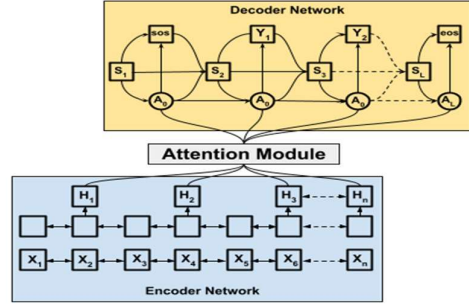 Decoder Network
sos Y1 Y2 eos
S1 S2 S3 SL
A0 A0 A0 AL
Attention Module
H1 H2 H3 Hn
X1 X2 X3 X4 X5 X6 Xn
Encoder Network